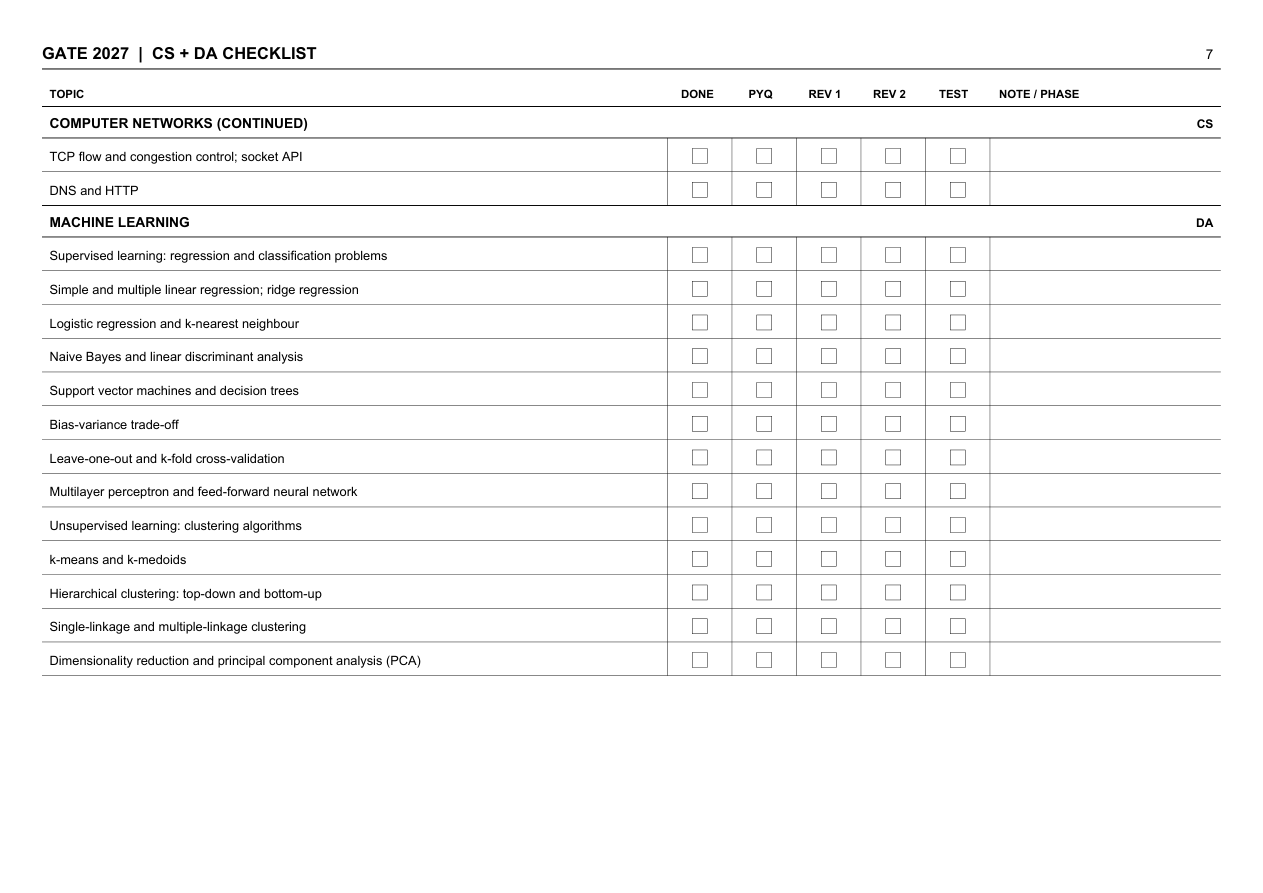 GATE 2027 | CS + DA CHECKLIST 7
TOPIC DONE PYQ REV 1 REV 2 TEST NOTE / PHASE
COMPUTER NETWORKS (CONTINUED) CS
TCP flow and congestion control; socket API
DNS and HTTP
MACHINE LEARNING DA
Supervised learning: regression and classification problems
Simple and multiple linear regression; ridge regression
Logistic regression and k-nearest neighbour
Naive Bayes and linear discriminant analysis
Support vector machines and decision trees
Bias-variance trade-off
Leave-one-out and k-fold cross-validation
Multilayer perceptron and feed-forward neural network
Unsupervised learning: clustering algorithms
k-means and k-medoids
Hierarchical clustering: top-down and bottom-up
Single-linkage and multiple-linkage clustering
Dimensionality reduction and principal component analysis (PCA)